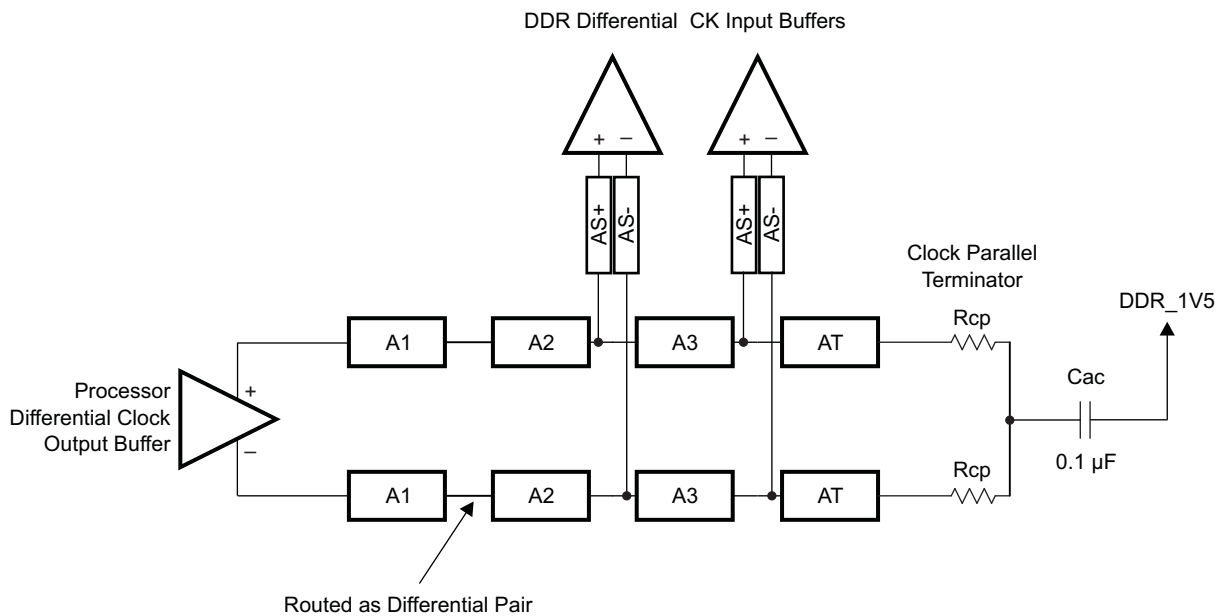 DDR Differential CK Input Buffers
+ − + −
AS+ AS- AS+ AS-
Clock Parallel
Terminator
DDR_1V5
Rcp
A1 A2 A3 AT
Cac
Processor
Differential Clock
Output Buffer
+
−
0.1 µF
Rcp
A1 A2 A3 AT
Routed as Differential Pair